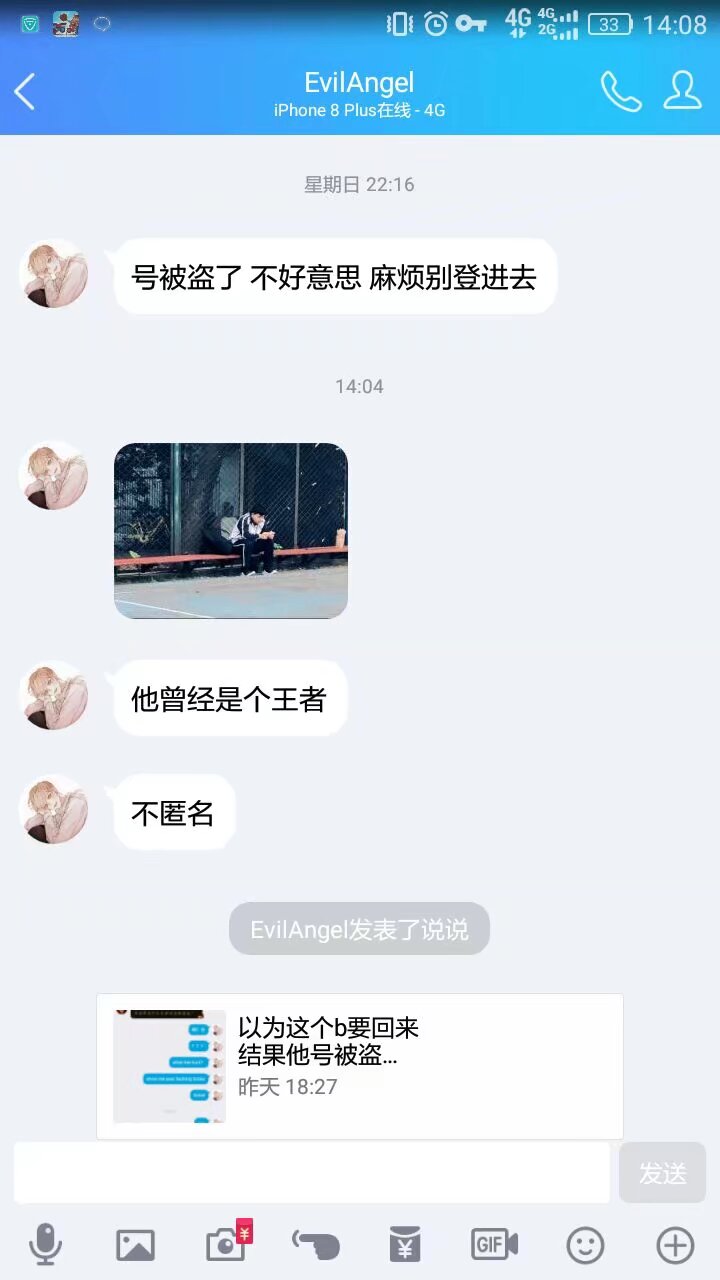 4G 4G 2G 33 14:08
EvilAngel
iPhone 8 Plus在线 - 4G
星期日 22:16
号被盗了 不好意思 麻烦别登进去
14:04
他曾经是个王者
不匿名
EvilAngel发表了说说
以为这个b要回来
结果他号被盗...
昨天 18:27
发送
¥
¥
GIF